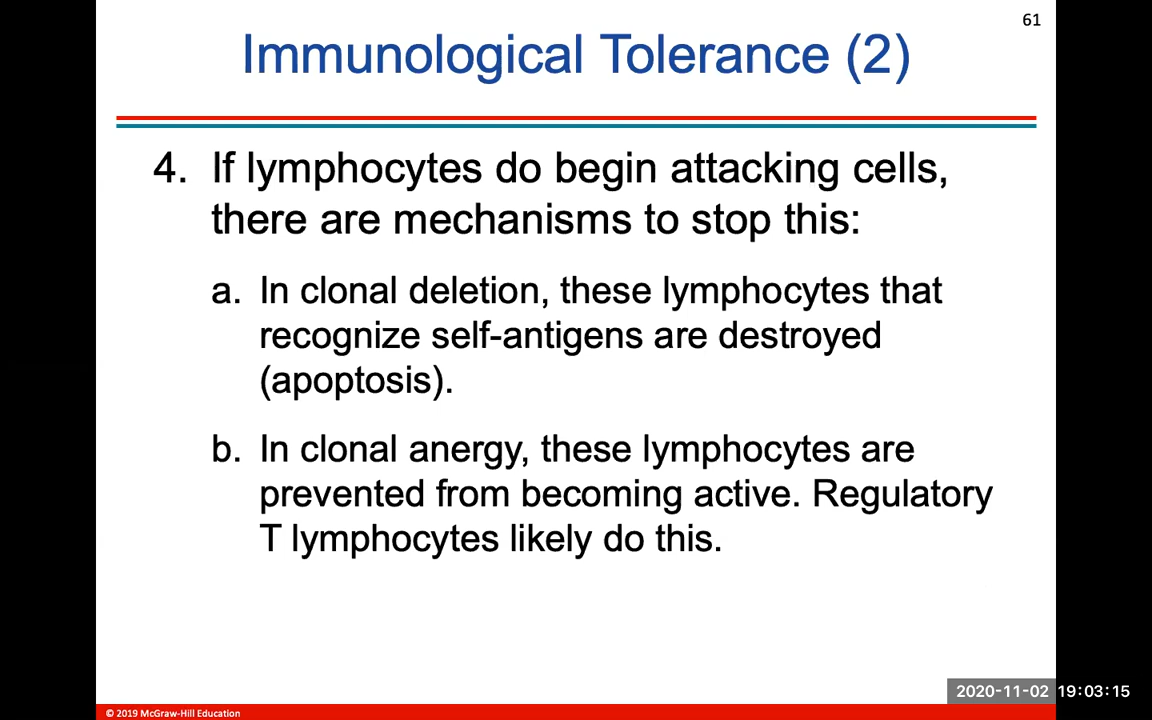 61
Immunological Tolerance (2)
4. If lymphocytes do begin attacking cells,
there are mechanisms to stop this:
a. In clonal deletion, these lymphocytes that
recognize self-antigens are destroyed
(apoptosis).
b. In clonal anergy, these lymphocytes are
prevented from becoming active. Regulatory
T lymphocytes likely do this.
2020-11-02 19:03:15
© 2019 McGraw-Hill Education